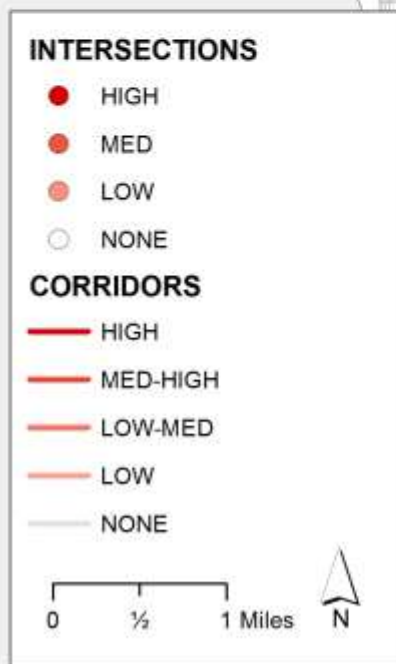 INTERSECTIONS
HIGH
MED
LOW
NONE
CORRIDORS
HIGH
MED-HIGH
LOW-MED
LOW
NONE
0 ½ 1 Miles N